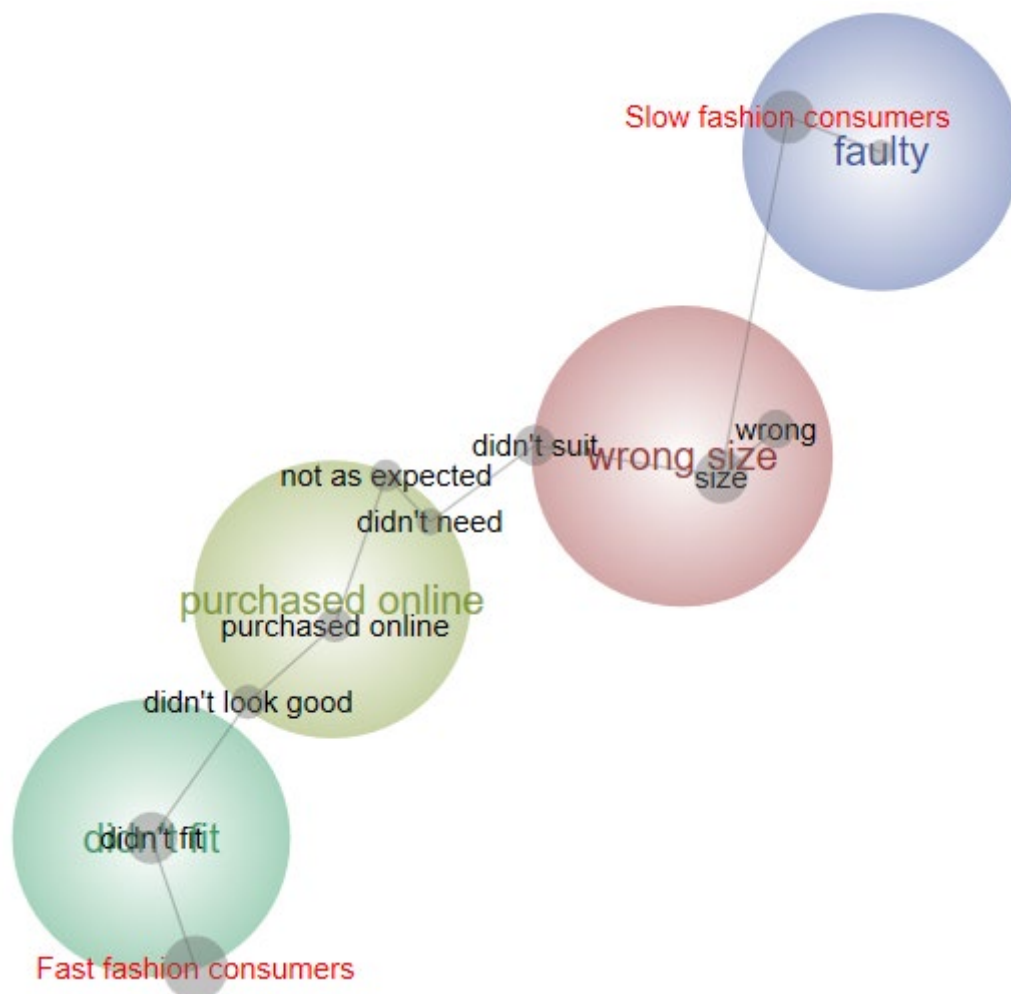 Slow fashion consumers
faulty
wrong
didn't suit
wrong size
size
not as expected
didn't need
purchased online
purchased online
didn't look good
didn't fit
didn't fit
Fast fashion consumers